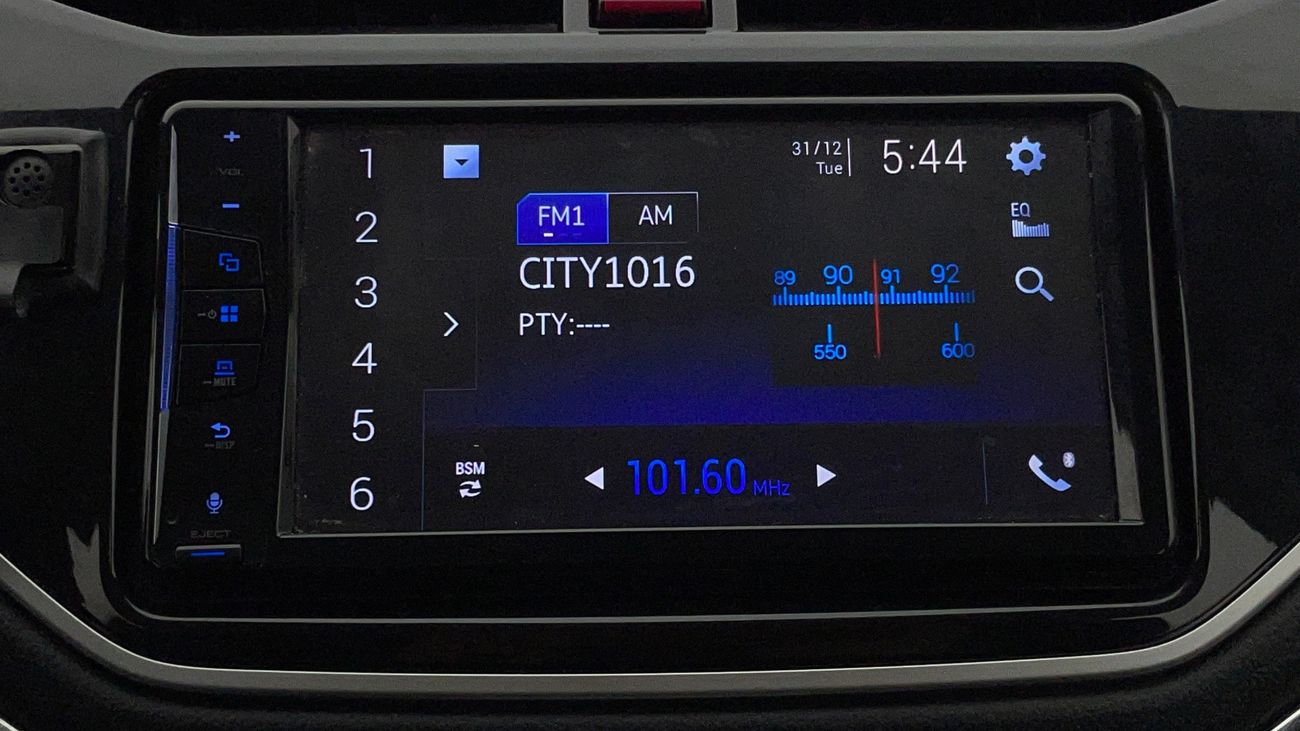 VOL
MUTE
DISP
EJECT
1
2
3
4
5
6
31/12
Tue
5:44
EQ
FM1 AM
CITY1016
PTY:----
89 90 91 92
550 600
BSM
101.60 MHz